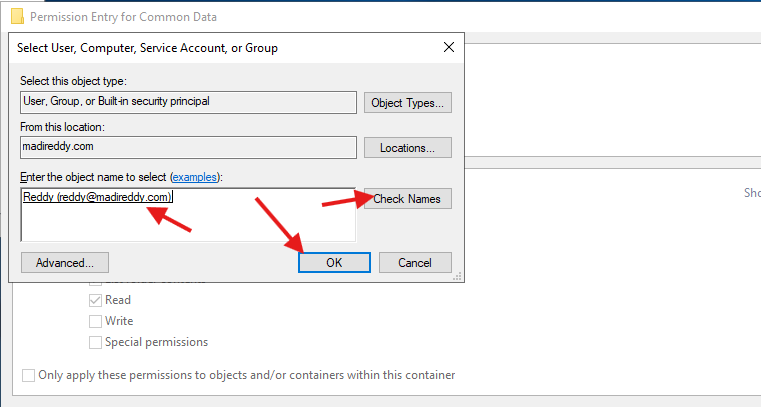 Permission Entry for Common Data
Select User, Computer, Service Account, or Group
Select this object type:
User, Group, or Built-in security principal
Object Types...
From this location:
madireddy.com
Locations...
Enter the object name to select (examples):
Reddy (reddy@madireddy.com)
Check Names
Advanced...
OK
Cancel
Sho
Read
Write
Special permissions
Only apply these permissions to objects and/or containers within this container